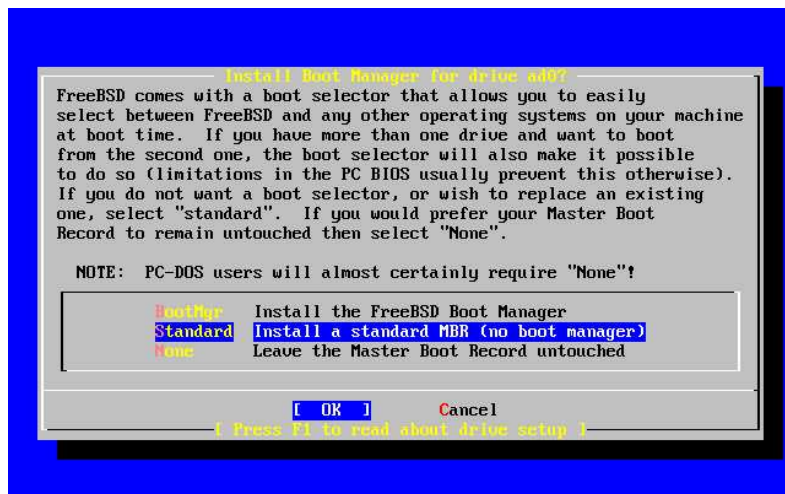 Install Boot Manager for drive ad0?
FreeBSD comes with a boot selector that allows you to easily
select between FreeBSD and any other operating systems on your machine
at boot time.  If you have more than one drive and want to boot
from the second one, the boot selector will also make it possible
to do so (limitations in the PC BIOS usually prevent this otherwise).
If you do not want a boot selector, or wish to replace an existing
one, select "standard".  If you would prefer your Master Boot
Record to remain untouched then select "None".
NOTE:  PC-DOS users will almost certainly require "None"!
BootMgr   Install the FreeBSD Boot Manager
Standard  Install a standard MBR (no boot manager)
None      Leave the Master Boot Record untouched
[  OK  ]       Cancel
[ Press F1 to read about drive setup ]